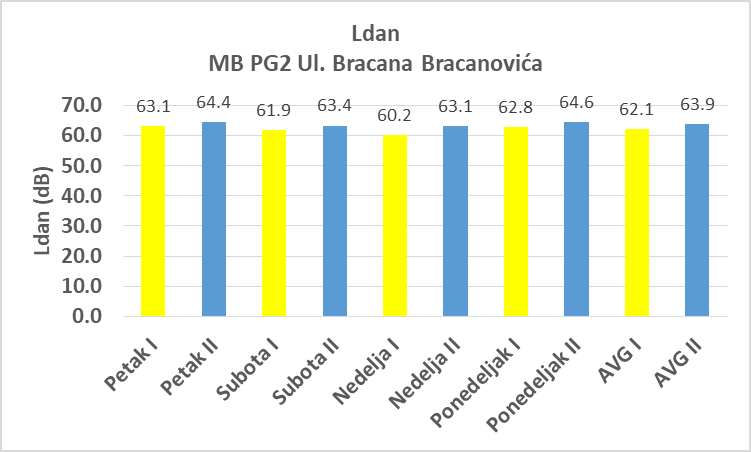 Ldan
MB PG2 Ul. Bracana Bracanovića
Ldan (dB)
70.0
60.0
50.0
40.0
30.0
20.0
10.0
0.0
63.1
64.4
61.9
63.4
60.2
63.1
62.8
64.6
62.1
63.9
Petak I
Petak II
Subota I
Subota II
Nedelja I
Nedelja II
Ponedeljak I
Ponedeljak II
AVG I
AVG II